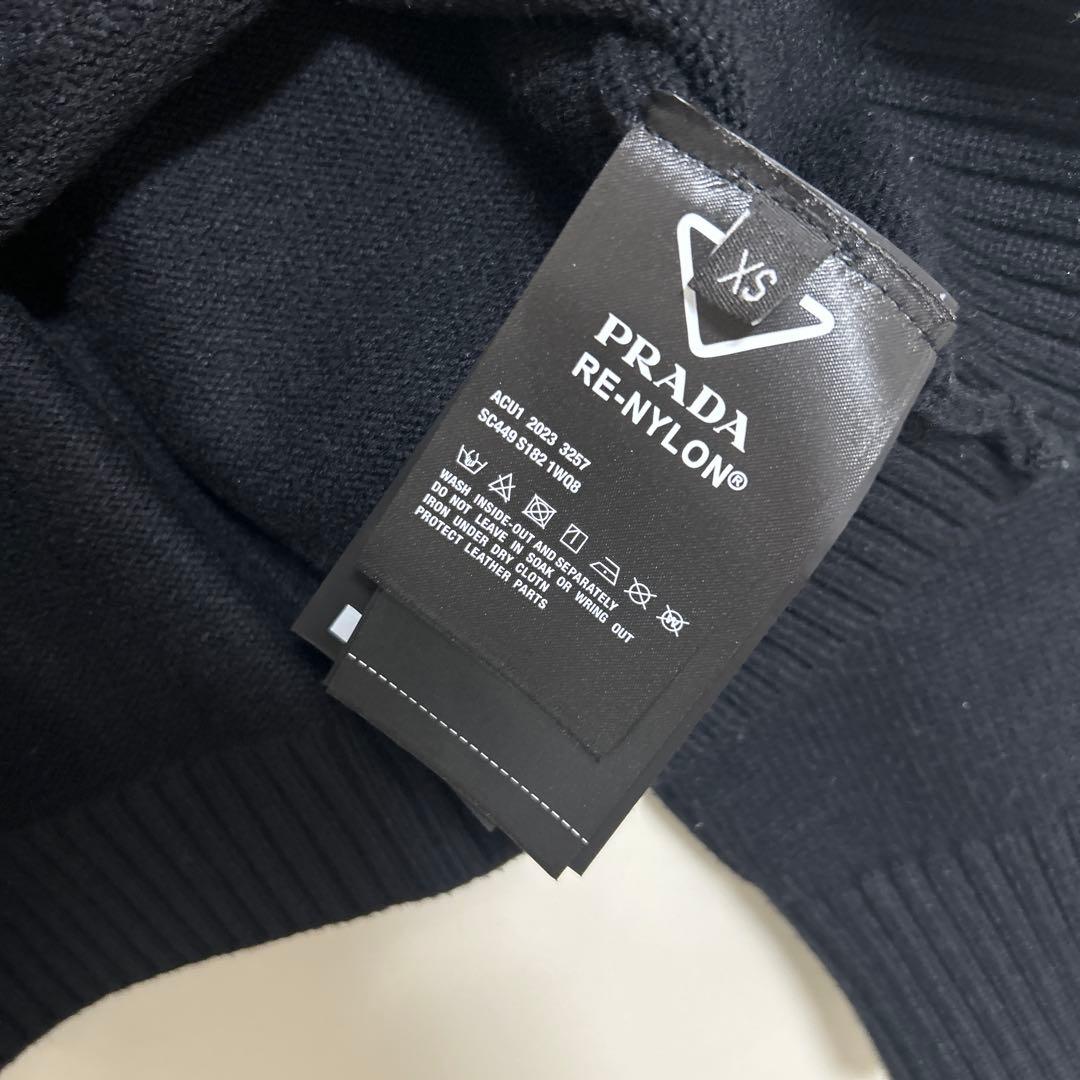 XS
PRADA
RE-NYLON®
ACU1 2023 3257
SC449 S182 1WQ8
WASH INSIDE-OUT AND SEPARATELY
DO NOT LEAVE IN SOAK OR WRING OUT
IRON UNDER DRY CLOTN
PROTECT LEATHER PARTS